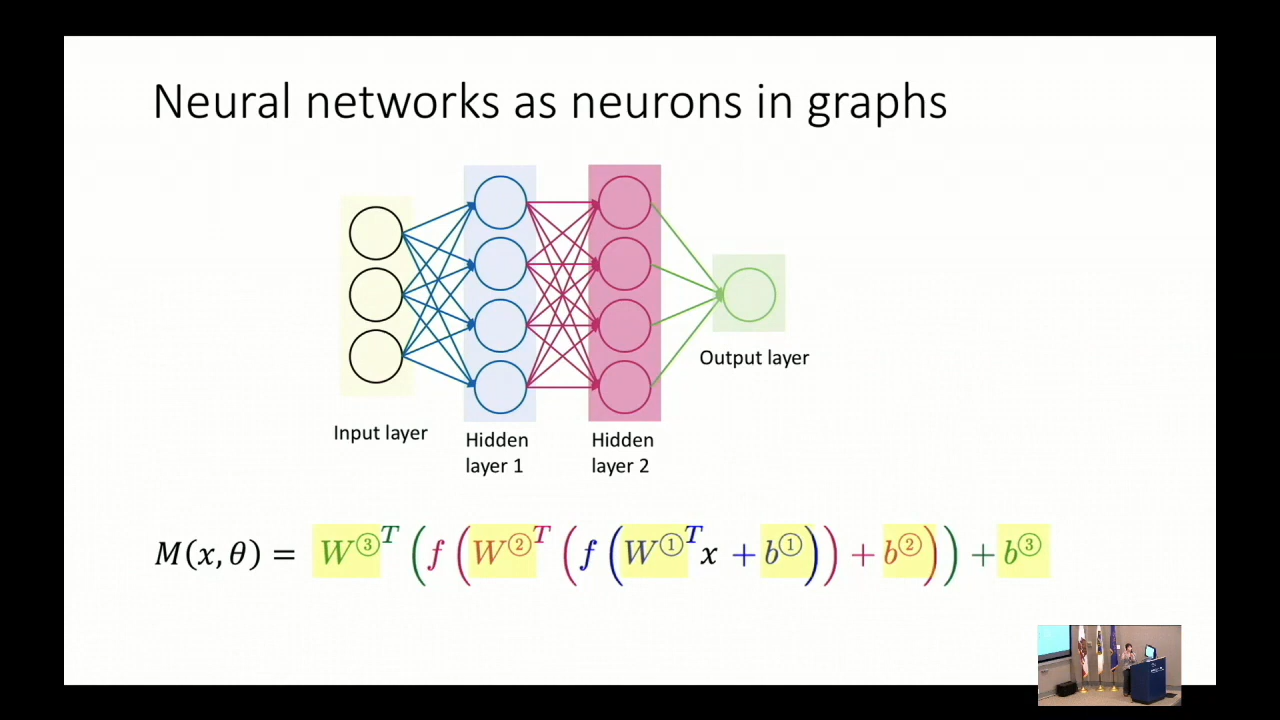 Neural networks as neurons in graphs
Output layer
Input layer
Hidden
layer 1
Hidden
layer 2
M(x, θ) = W③ᵀ (f (W②ᵀ (f (W①ᵀx + b①)) + b②)) + b③